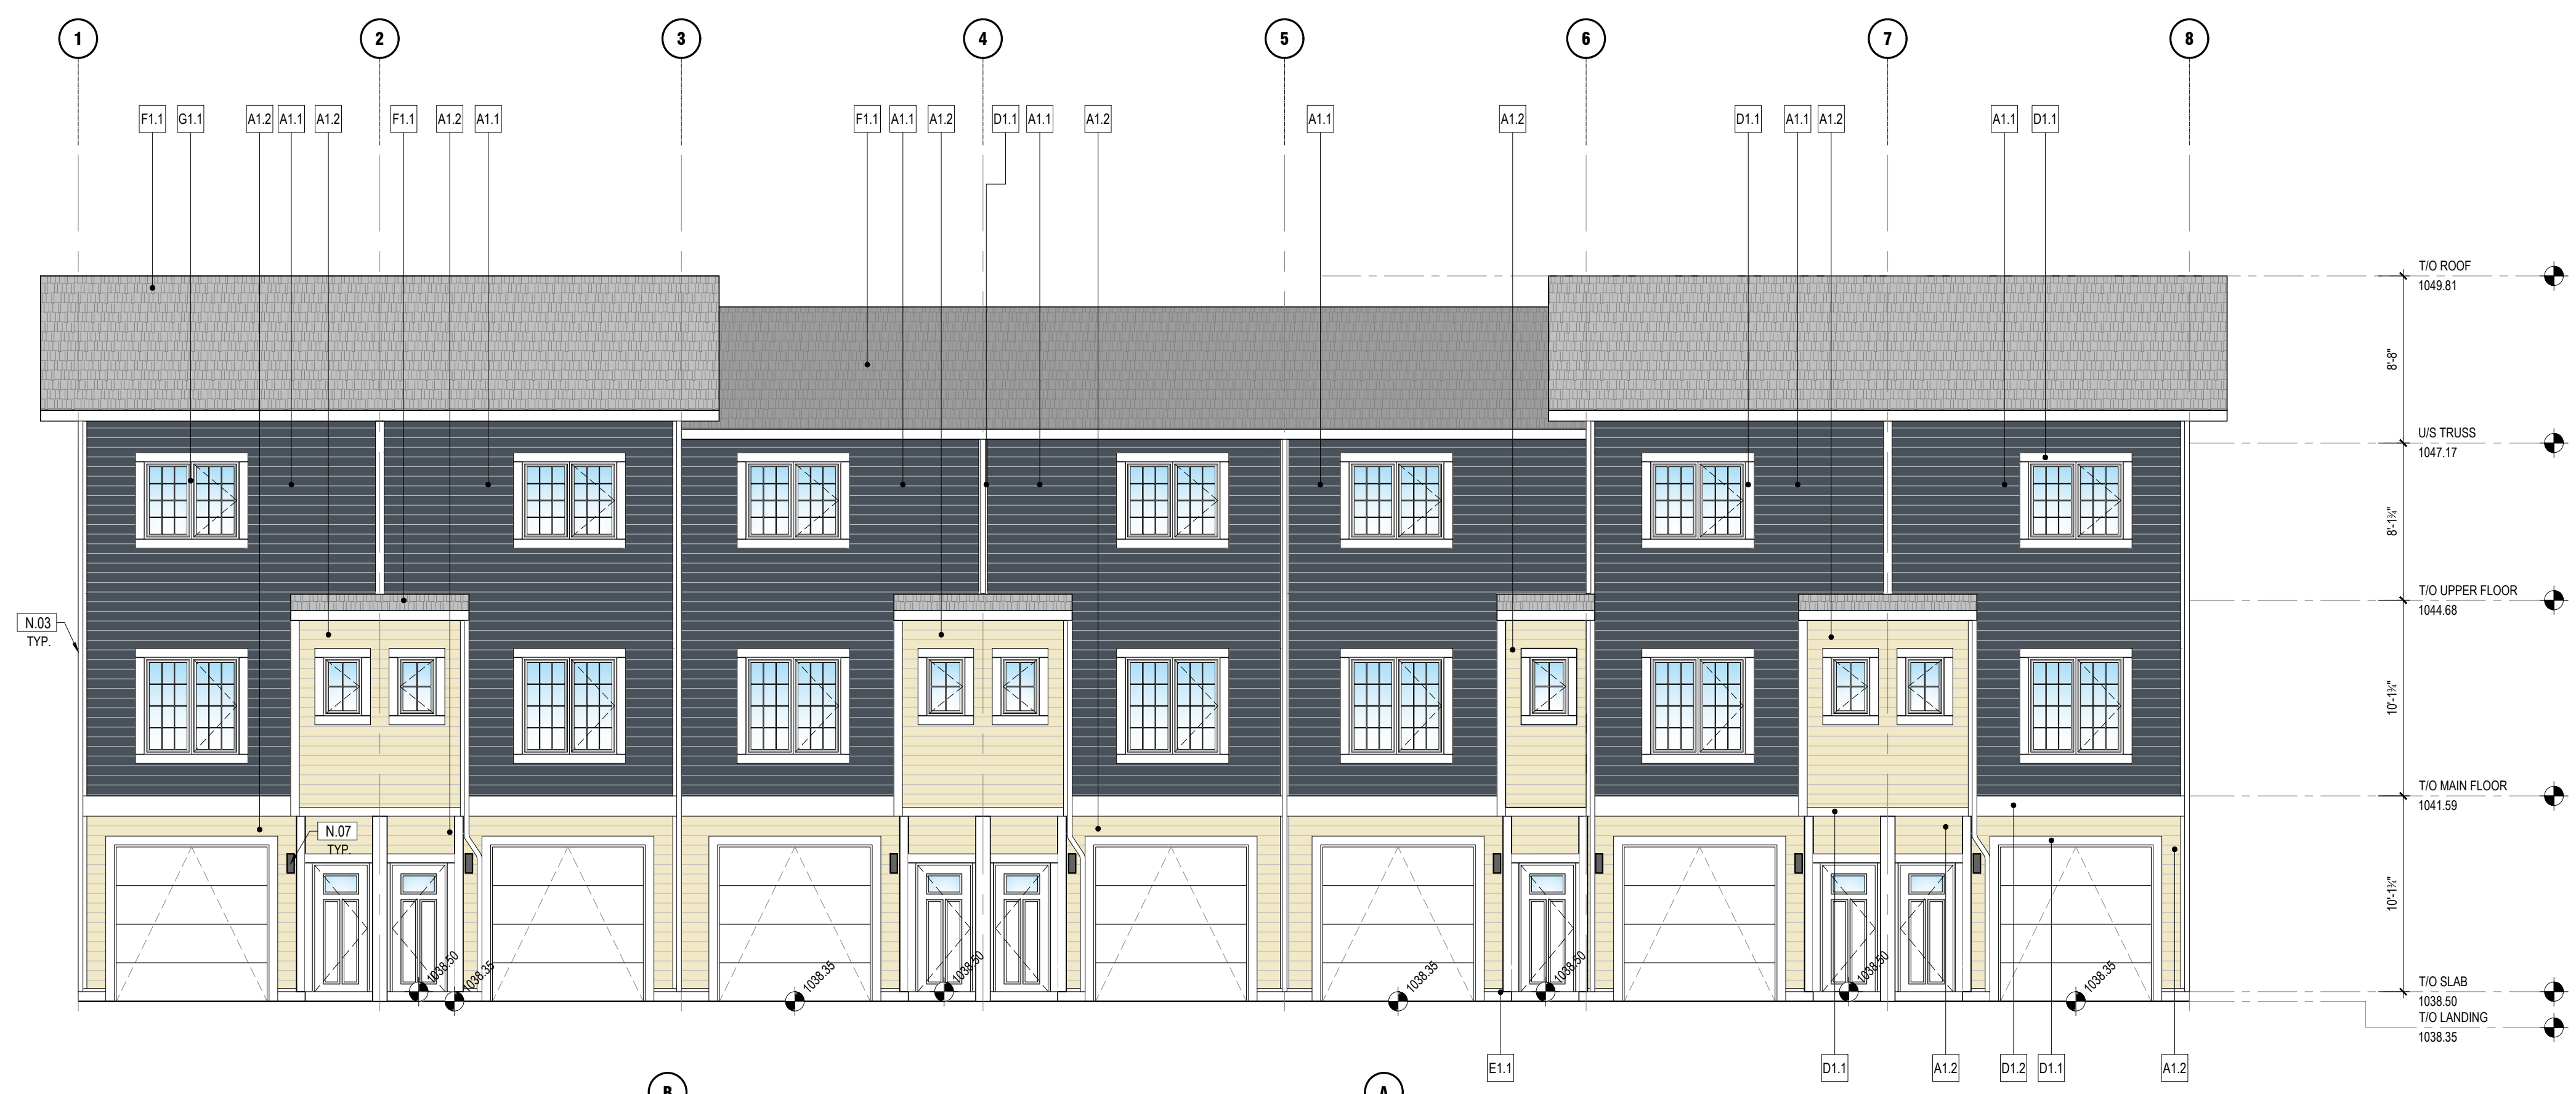 1 2 3 4 5 6 7 8
F1.1 G1.1 A1.2 A1.1 A1.2 F1.1 A1.2 A1.1 F1.1 A1.1 A1.2 D1.1 A1.1 A1.2 A1.1 A1.2 D1.1 A1.1 A1.2 A1.1 D1.1
T/O ROOF
1049.81
8'-8"
U/S TRUSS
1047.17
8'-1¾"
T/O UPPER FLOOR
1044.68
N.03
TYP.
10'-1¾"
T/O MAIN FLOOR
1041.59
N.07
TYP.
10'-1¾"
1038.50 1038.35 1038.35 1038.50 1038.35 1038.50 1038.50 1038.35
T/O SLAB
1038.50
T/O LANDING
1038.35
E1.1 D1.1 A1.2 D1.2 D1.1 A1.2
B A